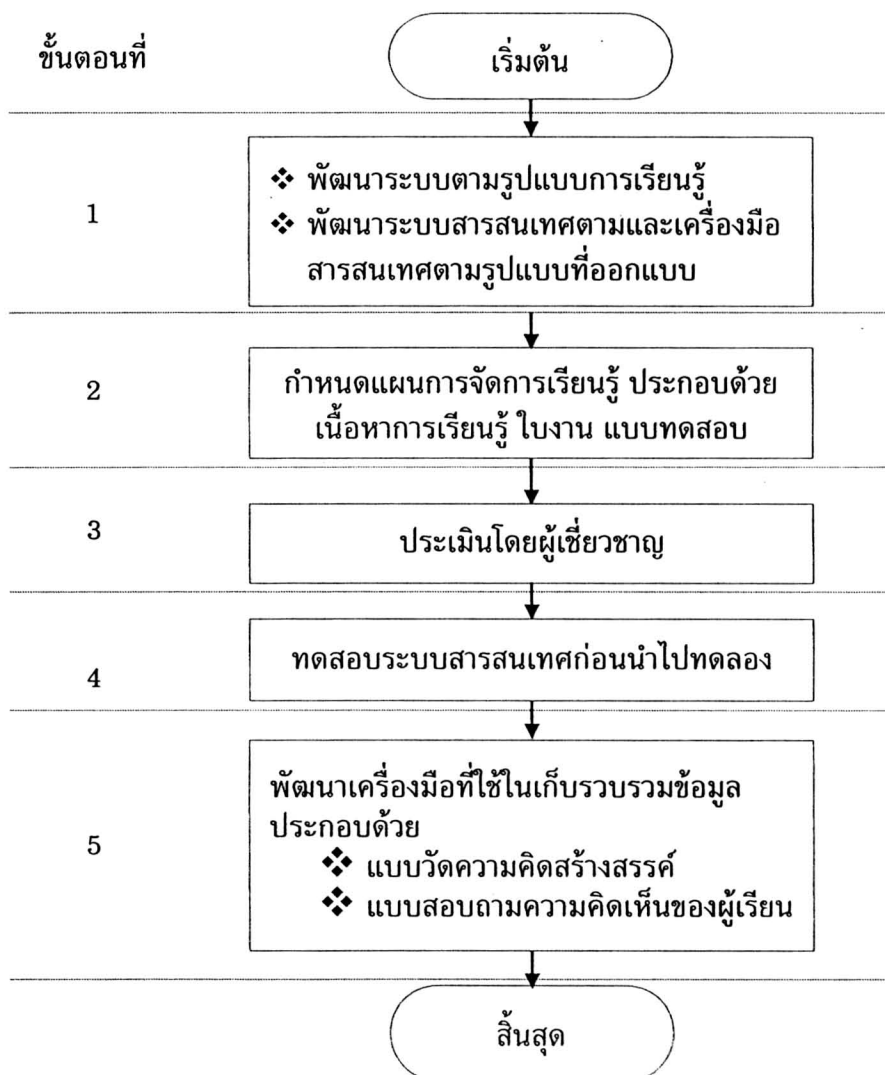 ขั้นตอนที่
เริ่มต้น
1
❖ พัฒนาระบบตามรูปแบบการเรียนรู้
❖ พัฒนาระบบสารสนเทศตามและเครื่องมือ
สารสนเทศตามรูปแบบที่ออกแบบ
2
กำหนดแผนการจัดการเรียนรู้ ประกอบด้วย
เนื้อหาการเรียนรู้ ใบงาน แบบทดสอบ
3
ประเมินโดยผู้เชี่ยวชาญ
4
ทดสอบระบบสารสนเทศก่อนนำไปทดลอง
5
พัฒนาเครื่องมือที่ใช้ในเก็บรวบรวมข้อมูล
ประกอบด้วย
❖ แบบวัดความคิดสร้างสรรค์
❖ แบบสอบถามความคิดเห็นของผู้เรียน
สิ้นสุด